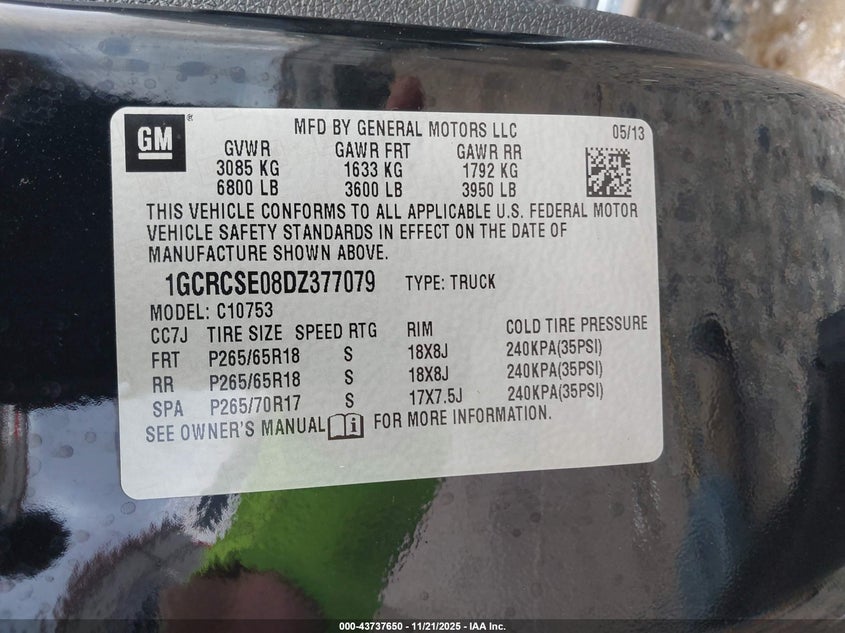 GM ®
MFD BY GENERAL MOTORS LLC 05/13
GVWR GAWR FRT GAWR RR
3085 KG 1633 KG 1792 KG
6800 LB 3600 LB 3950 LB
THIS VEHICLE CONFORMS TO ALL APPLICABLE U.S. FEDERAL MOTOR
VEHICLE SAFETY STANDARDS IN EFFECT ON THE DATE OF
MANUFACTURE SHOWN ABOVE.
1GCRCSE08DZ377079 TYPE: TRUCK
MODEL: C10753
CC7J TIRE SIZE SPEED RTG RIM COLD TIRE PRESSURE
FRT P265/65R18 S 18X8J 240KPA(35PSI)
RR P265/65R18 S 18X8J 240KPA(35PSI)
SPA P265/70R17 S 17X7.5J 240KPA(35PSI)
SEE OWNER'S MANUAL FOR MORE INFORMATION.
000-43737650 - 11/21/2025 - IAA Inc.